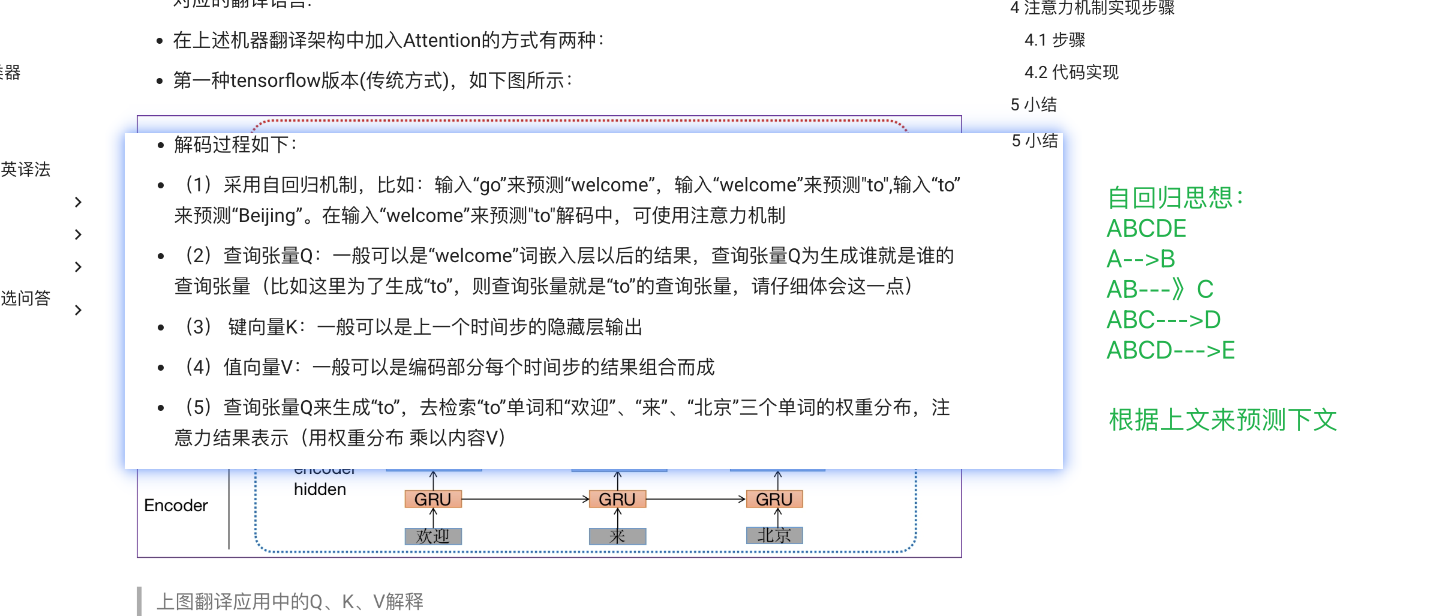 对应的翻译语言.
在上述机器翻译架构中加入Attention的方式有两种：
第一种tensorflow版本(传统方式)，如下图所示：
解码过程如下：
（1）采用自回归机制，比如：输入“go”来预测“welcome”，输入“welcome”来预测"to",输入“to”
来预测“Beijing”。在输入“welcome”来预测"to"解码中，可使用注意力机制
（2）查询张量Q：一般可以是“welcome”词嵌入层以后的结果，查询张量Q为生成谁就是谁的
查询张量（比如这里为了生成“to”，则查询张量就是“to”的查询张量，请仔细体会这一点）
（3） 键向量K：一般可以是上一个时间步的隐藏层输出
（4）值向量V：一般可以是编码部分每个时间步的结果组合而成
（5）查询张量Q来生成“to”，去检索“to”单词和“欢迎”、“来”、“北京”三个单词的权重分布，注
意力结果表示（用权重分布 乘以内容V）
encoder
hidden
Encoder
GRU GRU GRU
欢迎 来 北京
上图翻译应用中的Q、K、V解释
器
英译法
选问答
4 注意力机制实现步骤
4.1 步骤
4.2 代码实现
5 小结
5 小结
自回归思想：
ABCDE
A-->B
AB---》C
ABC--->D
ABCD--->E
根据上文来预测下文